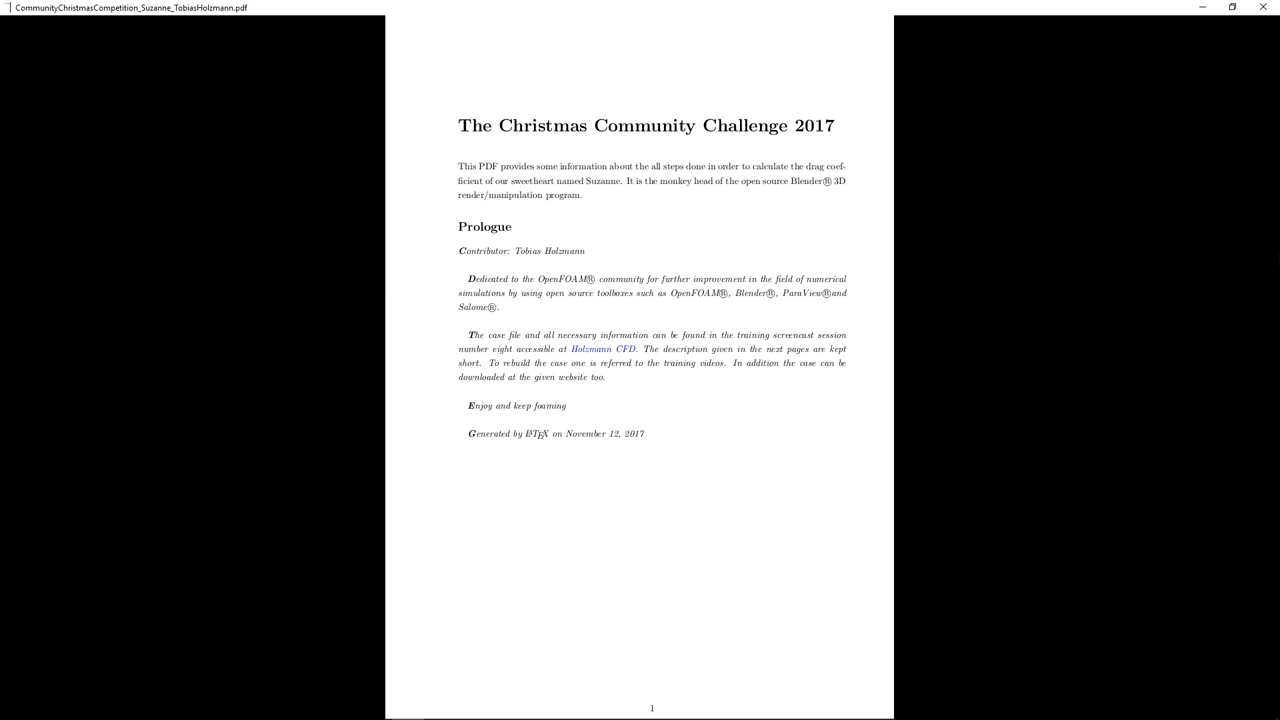 CommunityChristmasCompetition_Suzanne_TobiasHolzmann.pdf
The Christmas Community Challenge 2017
This PDF provides some information about the all steps done in order to calculate the drag coef-
ficient of our sweetheart named Suzanne. It is the monkey head of the open source Blender® 3D
render/manipulation program.
Prologue
Contributor: Tobias Holzmann
Dedicated to the OpenFOAM® community for further improvement in the field of numerical
simulations by using open source toolboxes such as OpenFOAM®, Blender®, ParaView®and
Salome®.
The case file and all necessary information can be found in the training screencast session
number eight accessible at Holzmann CFD. The description given in the next pages are kept
short. To rebuild the case one is referred to the training videos. In addition the case can be
downloaded at the given website too.
Enjoy and keep foaming
Generated by LATEX on November 12, 2017
1